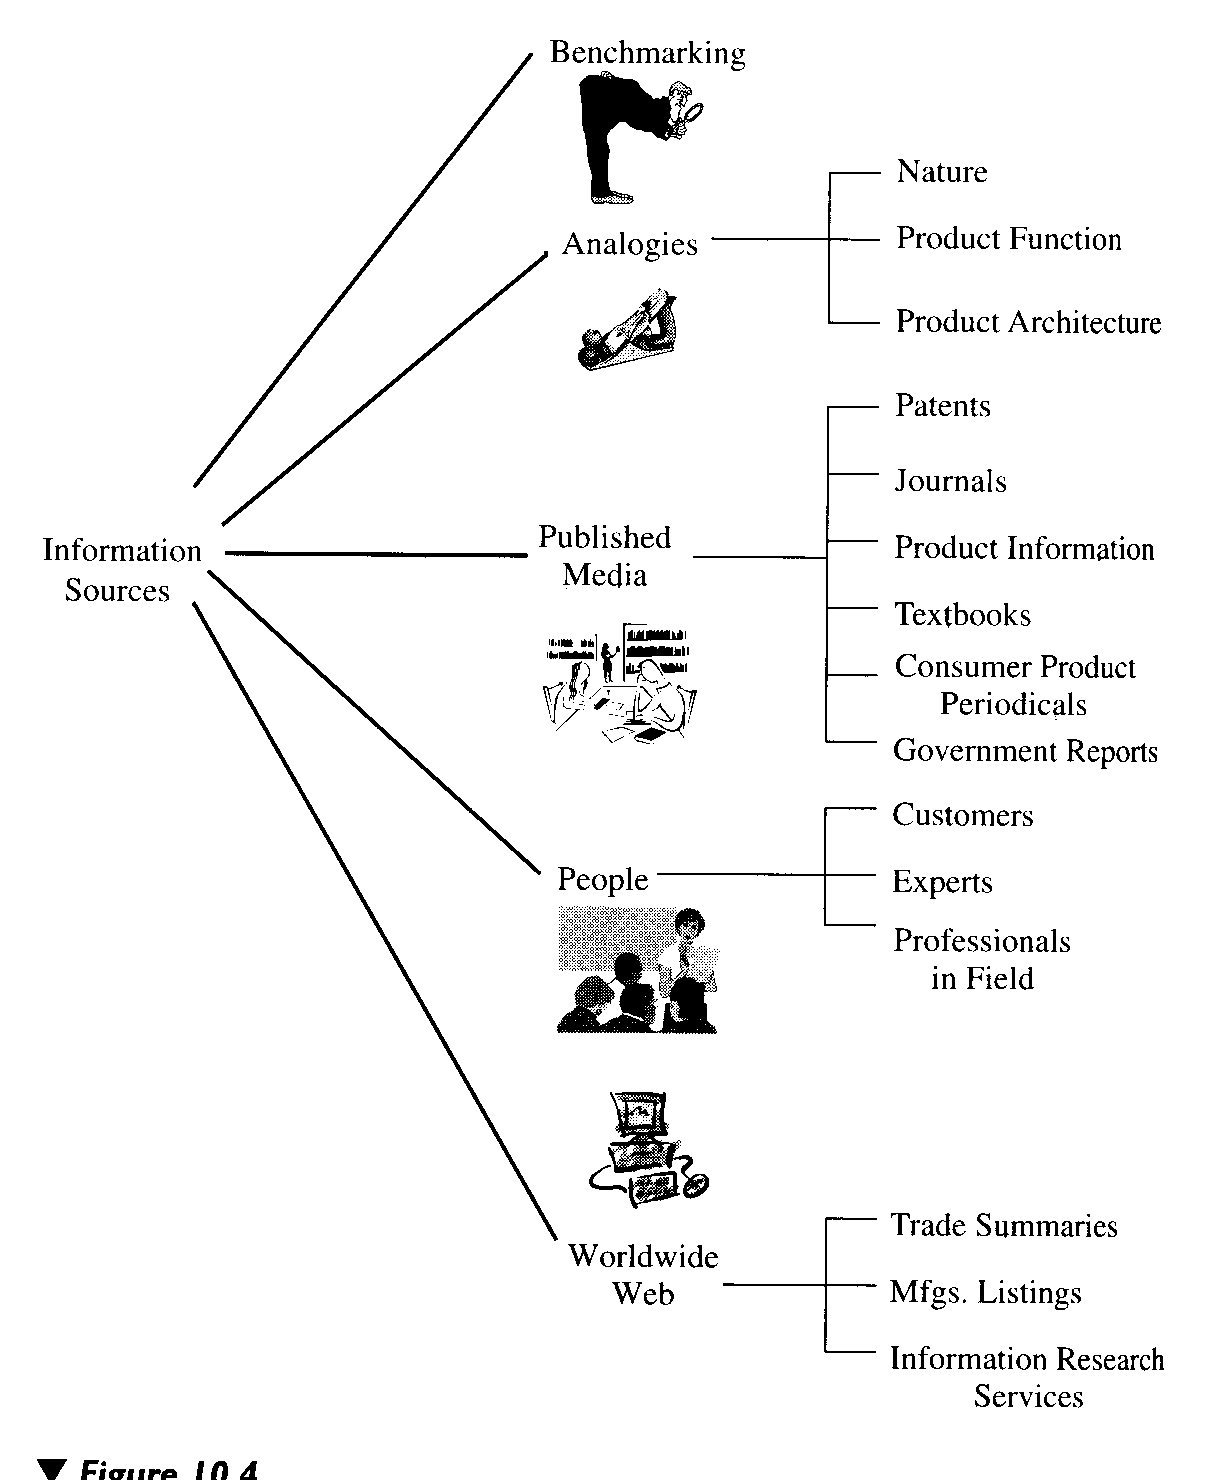 Benchmarking
Analogies
Nature
Product Function
Product Architecture
Information
Sources
Published
Media
Patents
Journals
Product Information
Textbooks
Consumer Product
Periodicals
Government Reports
People
Customers
Experts
Professionals
in Field
Worldwide
Web
Trade Summaries
Mfgs. Listings
Information Research
Services
▼ Figure 10.4